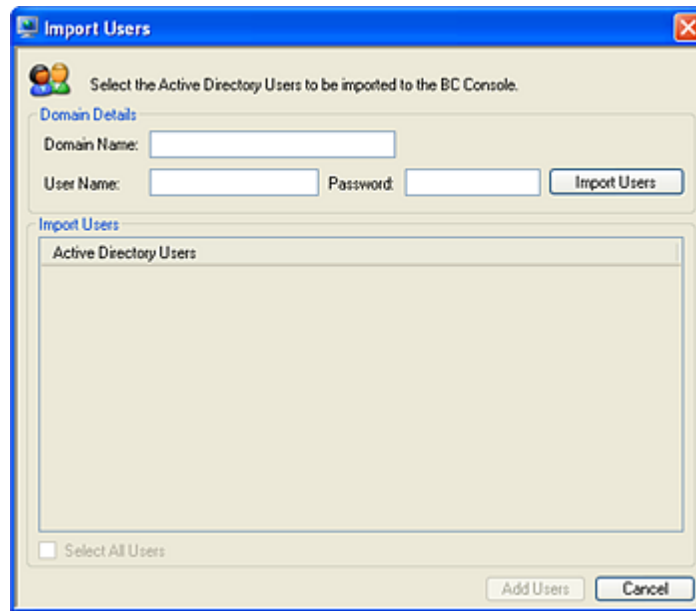 Import Users
Select the Active Directory Users to be imported to the BC Console.
Domain Details
Domain Name:
User Name:
Password:
Import Users
Import Users
Active Directory Users
Select All Users
Add Users
Cancel